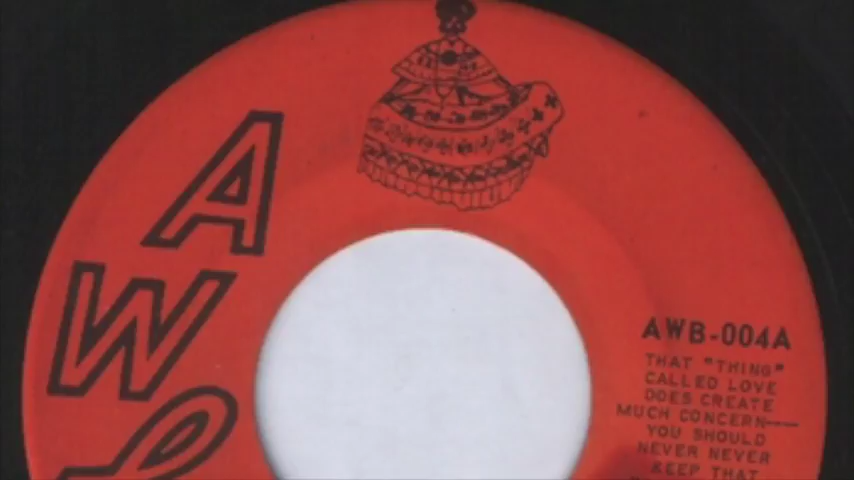 A
W
AWB-004A
THAT "THING"
CALLED LOVE
DOES CREATE
MUCH CONCERN—
YOU SHOULD
NEVER NEVER
KEEP THAT